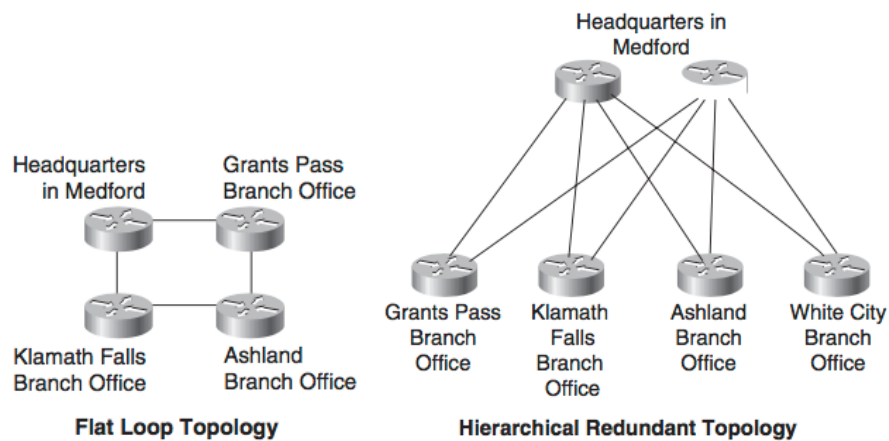 Headquarters in
Medford
Headquarters
in Medford
Grants Pass
Branch Office
Klamath Falls
Branch Office
Ashland
Branch Office
Flat Loop Topology
Grants Pass
Branch
Office
Klamath
Falls
Branch
Office
Ashland
Branch
Office
White City
Branch
Office
Hierarchical Redundant Topology